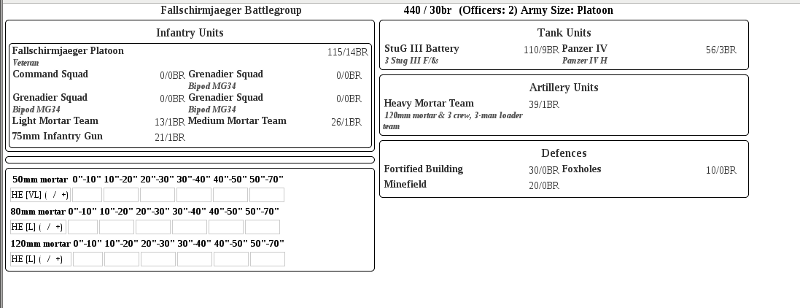 Fallschirmjaeger Battlegroup 440 / 30br (Officers: 2) Army Size: Platoon
Infantry Units
Fallschirmjaeger Platoon 115/14BR
Veteran
Command Squad 0/0BR Grenadier Squad 0/0BR
Bipod MG34
Grenadier Squad 0/0BR Grenadier Squad 0/0BR
Bipod MG34 Bipod MG34
Light Mortar Team 13/1BR Medium Mortar Team 26/1BR
75mm Infantry Gun 21/1BR
50mm mortar 0"-10" 10"-20" 20"-30" 30"-40" 40"-50" 50"-70"
HE [VL] ( / +)
80mm mortar 0"-10" 10"-20" 20"-30" 30"-40" 40"-50" 50"-70"
HE [L] ( / +)
120mm mortar 0"-10" 10"-20" 20"-30" 30"-40" 40"-50" 50"-70"
HE [L] ( / +)
Tank Units
StuG III Battery 110/9BR Panzer IV 56/3BR
3 Stug III F/8s Panzer IV H
Artillery Units
Heavy Mortar Team 39/1BR
120mm mortar & 3 crew, 3-man loader
team
Defences
Fortified Building 30/0BR Foxholes 10/0BR
Minefield 20/0BR